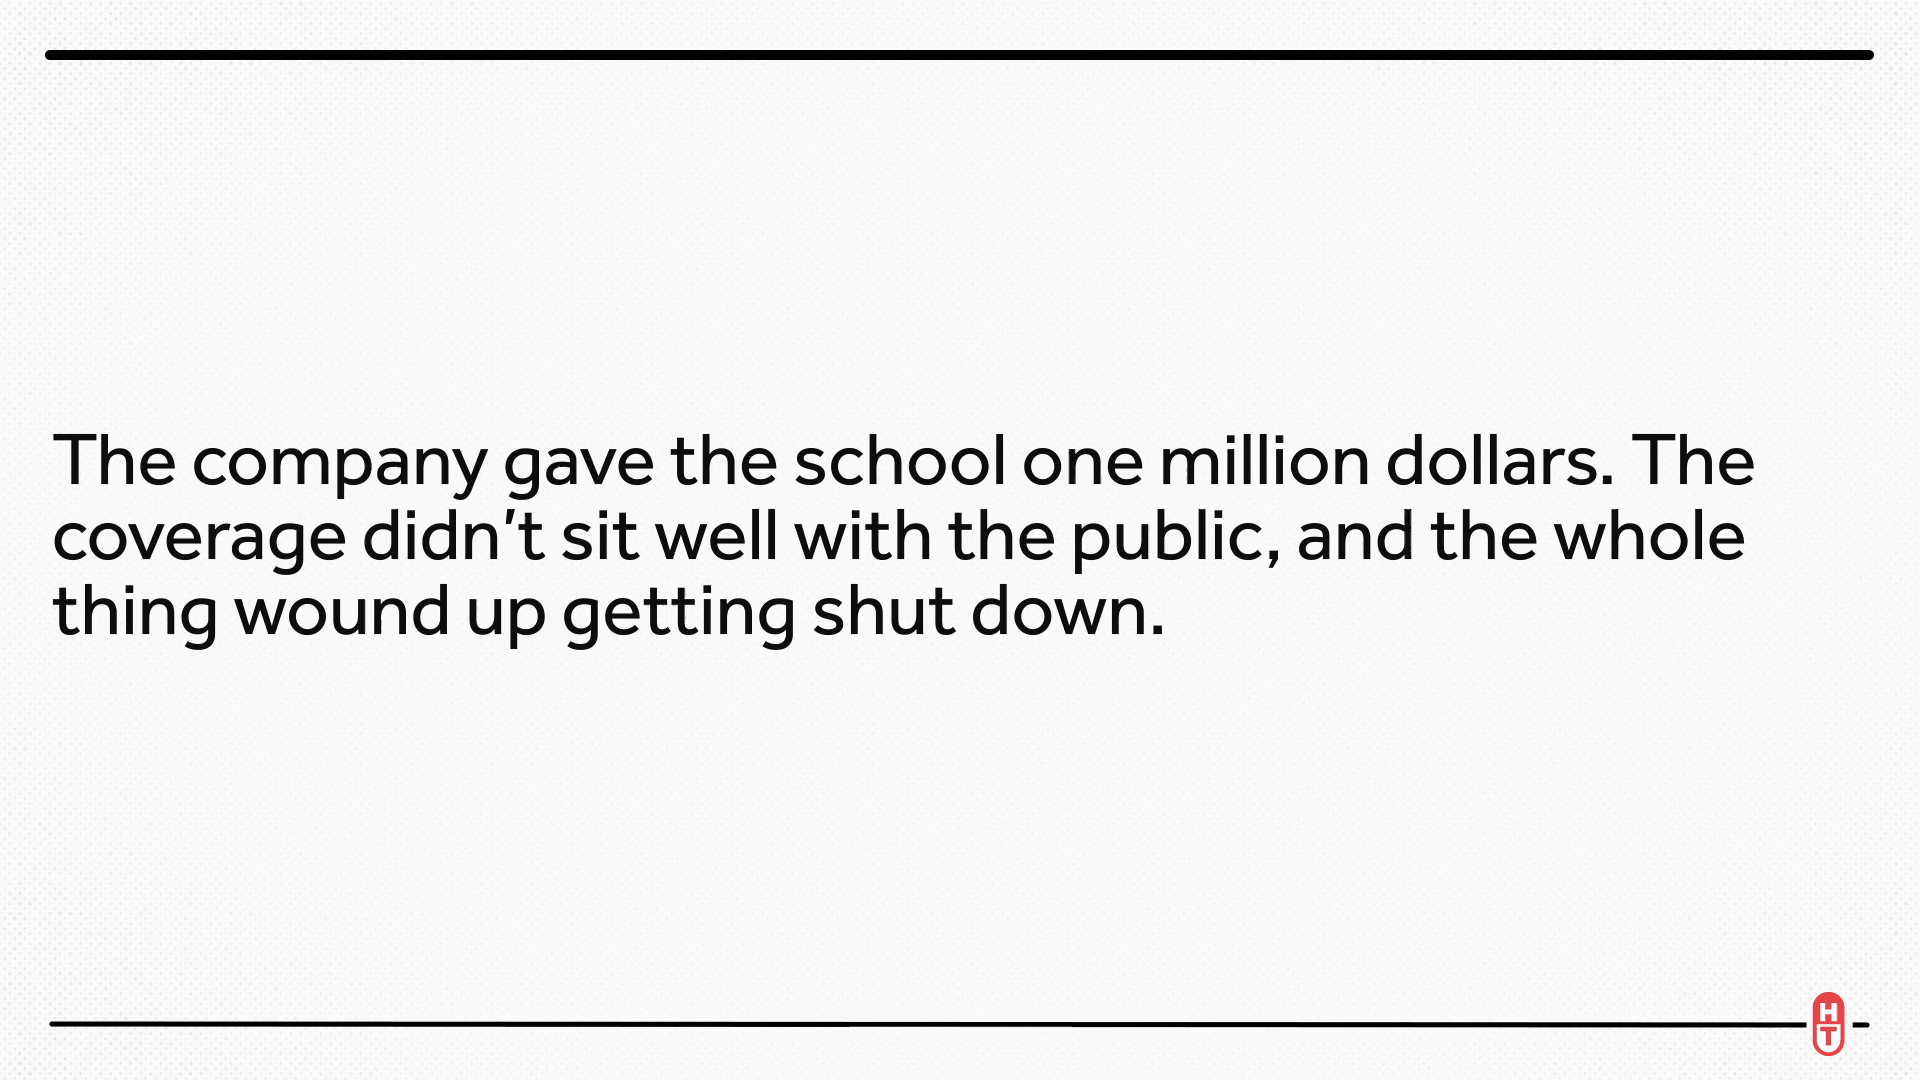 The company gave the school one million dollars. The
coverage didn't sit well with the public, and the whole
thing wound up getting shut down.
H
T